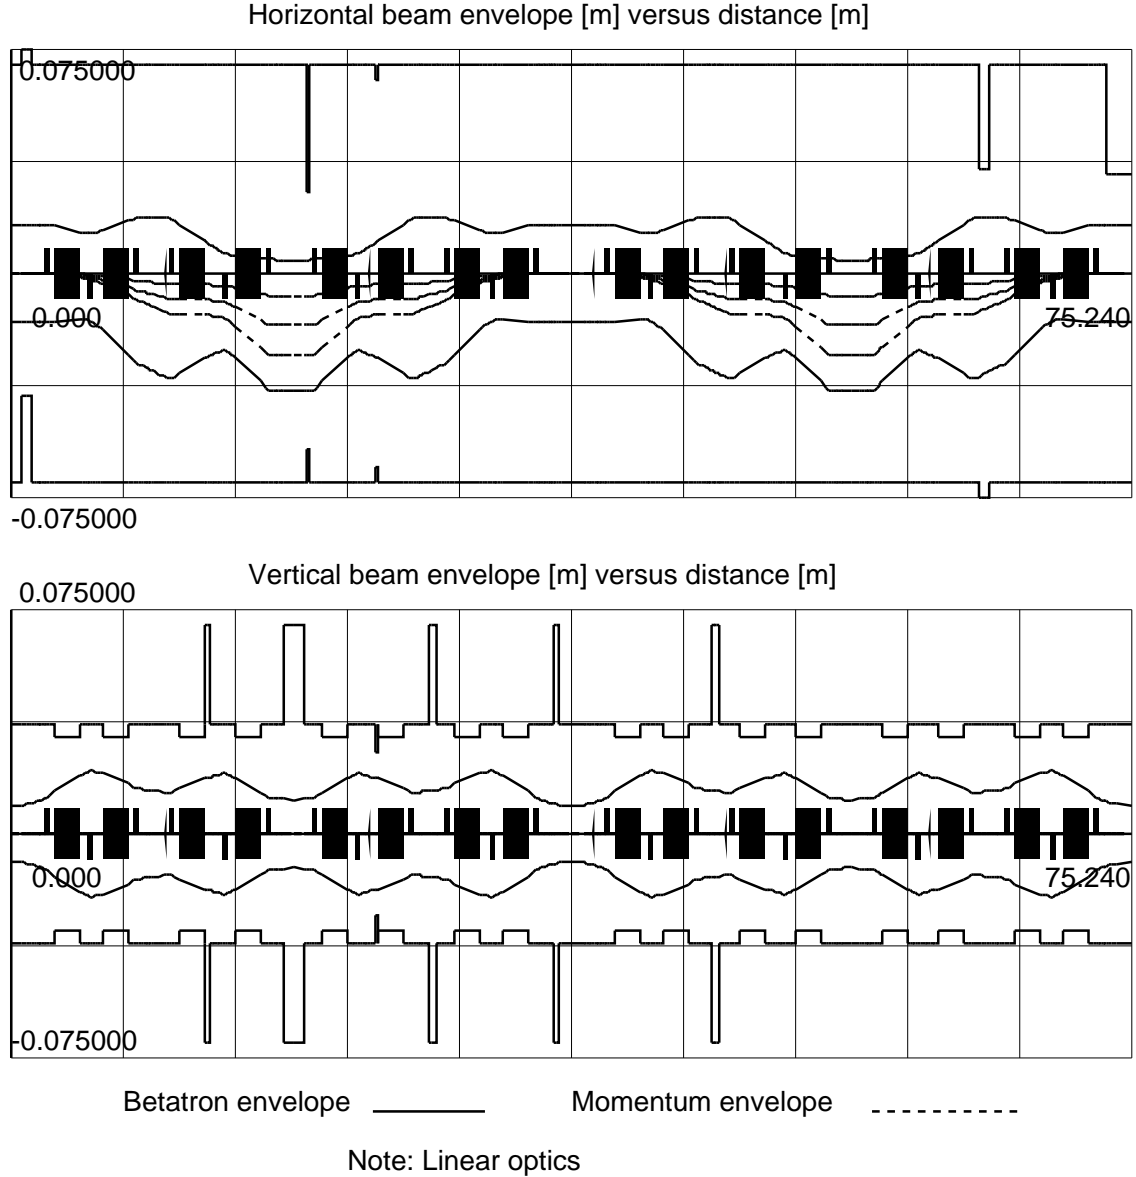 Horizontal beam envelope [m] versus distance [m]
0.075000
0.000
75.240
-0.075000
Vertical beam envelope [m] versus distance [m]
0.075000
0.000
75.240
-0.075000
Betatron envelope
Momentum envelope
Note: Linear optics